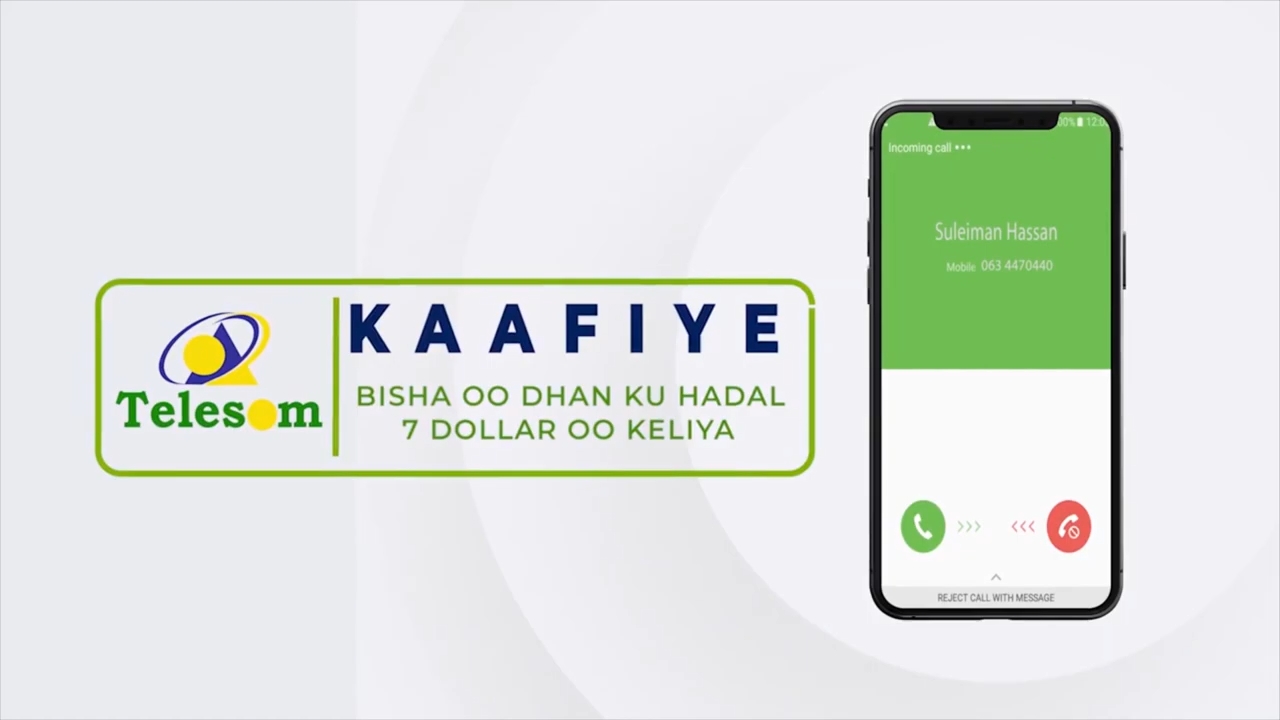 Telesom
KAAFIYE
BISHA OO DHAN KU HADAL
7 DOLLAR OO KELIYA
Incoming call •••
Suleiman Hassan
Mobile 063 4470440
REJECT CALL WITH MESSAGE